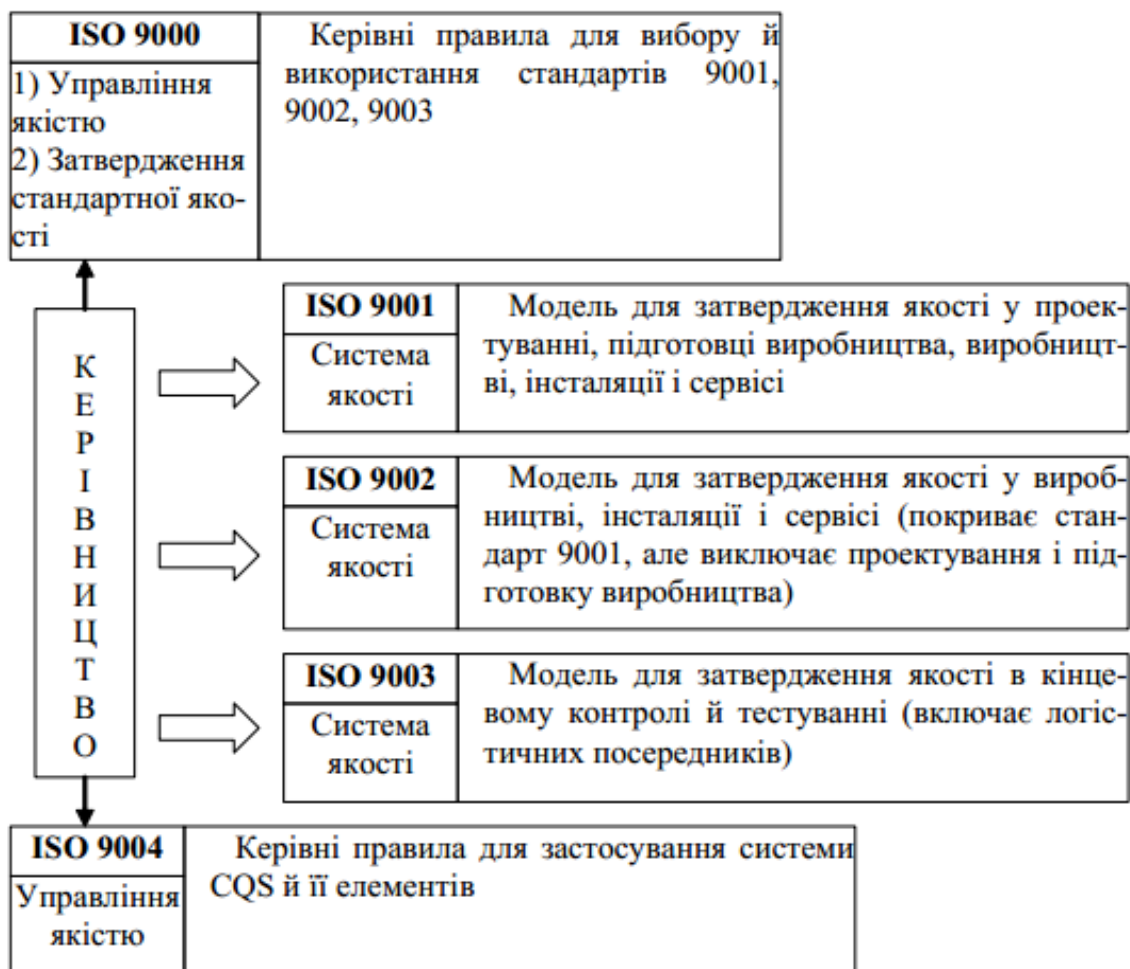 ISO 9000
1) Управління
якістю
2) Затвердження
стандартної яко-
сті
Керівні правила для вибору й
використання стандартів 9001,
9002, 9003
КЕРІВНИЦТВО
ISO 9001
Система
якості
Модель для затвердження якості у проек-
туванні, підготовці виробництва, виробницт-
ві, інсталяції і сервісі
ISO 9002
Система
якості
Модель для затвердження якості у вироб-
ництві, інсталяції і сервісі (покриває стан-
дарт 9001, але виключає проектування і під-
готовку виробництва)
ISO 9003
Система
якості
Модель для затвердження якості в кінце-
вому контролі й тестуванні (включає логіс-
тичних посередників)
ISO 9004
Управління
якістю
Керівні правила для застосування системи
CQS й її елементів